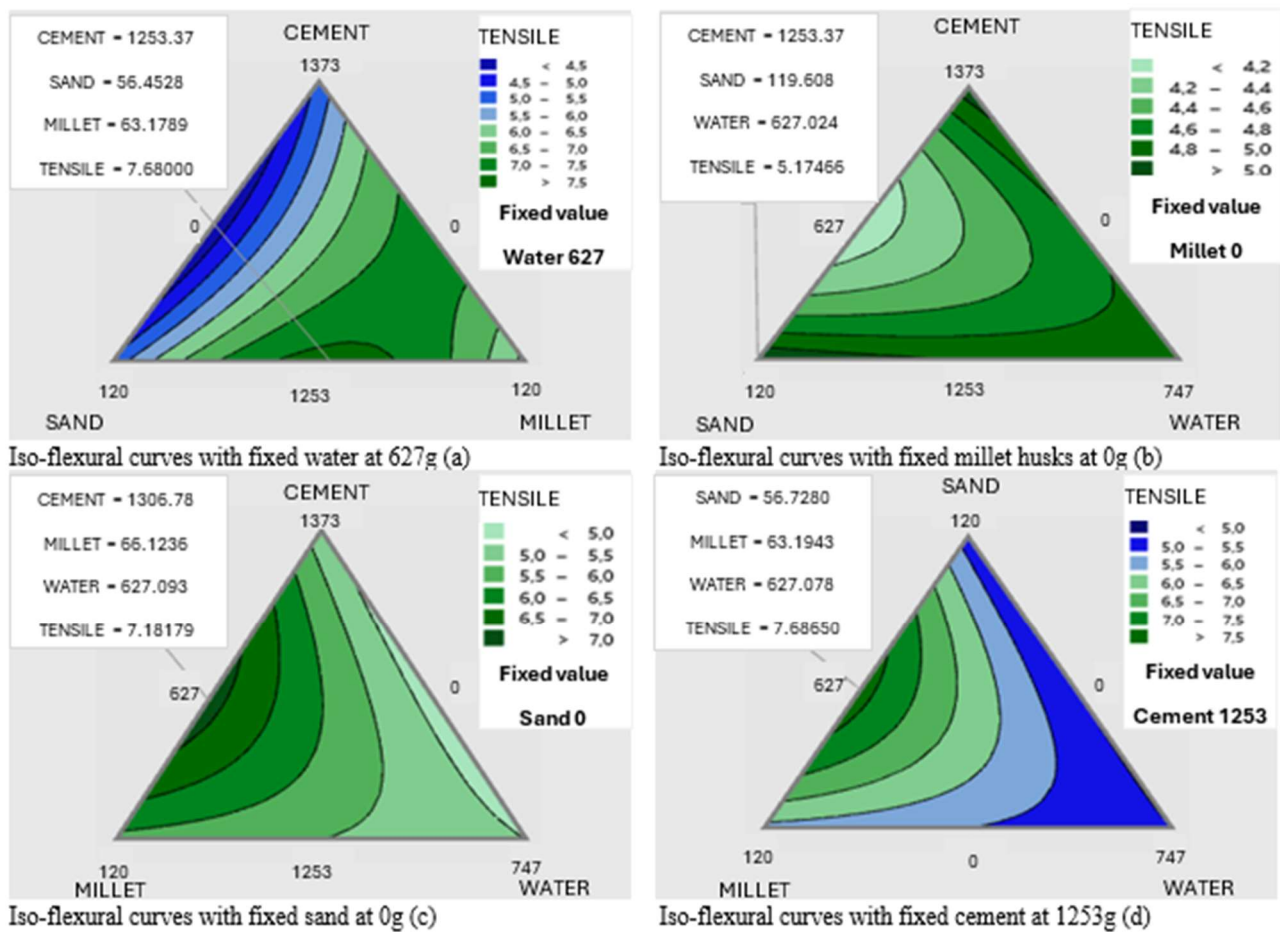 CEMENT = 1253.37
SAND = 56.4528
MILLET = 63.1789
TENSILE = 7.68000
CEMENT
1373
0
0
120
1253
120
SAND
MILLET
TENSILE
< 4,5
4,5 – 5,0
5,0 – 5,5
5,5 – 6,0
6,0 – 6,5
6,5 – 7,0
7,0 – 7,5
> 7,5
Fixed value
Water 627
Iso-flexural curves with fixed water at 627g (a)
CEMENT = 1253.37
SAND = 119.608
WATER = 627.024
TENSILE = 5.17466
CEMENT
1373
627
0
120
1253
747
SAND
WATER
TENSILE
< 4,2
4,2 – 4,4
4,4 – 4,6
4,6 – 4,8
4,8 – 5,0
> 5,0
Fixed value
Millet 0
Iso-flexural curves with fixed millet husks at 0g (b)
CEMENT = 1306.78
MILLET = 66.1236
WATER = 627.093
TENSILE = 7.18179
CEMENT
1373
627
0
120
1253
747
MILLET
WATER
TENSILE
< 5,0
5,0 – 5,5
5,5 – 6,0
6,0 – 6,5
6,5 – 7,0
> 7,0
Fixed value
Sand 0
Iso-flexural curves with fixed sand at 0g (c)
SAND = 56.7280
MILLET = 63.1943
WATER = 627.078
TENSILE = 7.68650
SAND
120
627
0
120
0
747
MILLET
WATER
TENSILE
< 5,0
5,0 – 5,5
5,5 – 6,0
6,0 – 6,5
6,5 – 7,0
7,0 – 7,5
> 7,5
Fixed value
Cement 1253
Iso-flexural curves with fixed cement at 1253g (d)